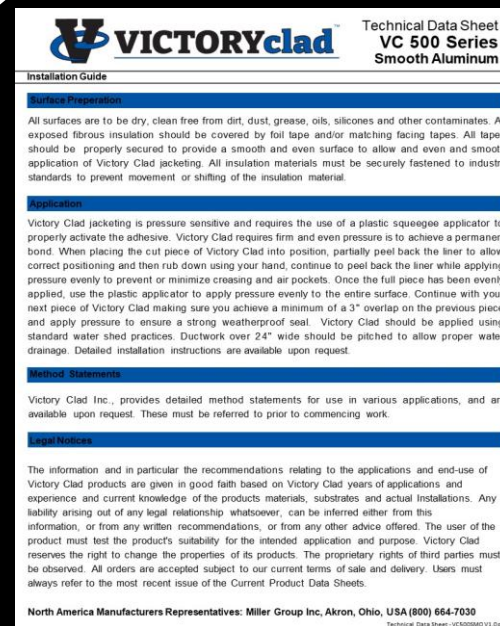 VICTORYclad™
Technical Data Sheet
VC 500 Series
Smooth Aluminum
Installation Guide
Surface Preperation
All surfaces are to be dry, clean free from dirt, dust, grease, oils, silicones and other contaminates. A
exposed fibrous insulation should be covered by foil tape and/or matching facing tapes. All tape
should be properly secured to provide a smooth and even surface to allow and even and smoot
application of Victory Clad jacketing. All insulation materials must be securely fastened to industr
standards to prevent movement or shifting of the insulation material.
Application
Victory Clad jacketing is pressure sensitive and requires the use of a plastic squeegee applicator to
properly activate the adhesive. Victory Clad requires firm and even pressure is to achieve a permanen
bond. When placing the cut piece of Victory Clad into position, partially peel back the liner to allow
correct positioning and then rub down using your hand, continue to peel back the liner while applying
pressure evenly to prevent or minimize creasing and air pockets. Once the full piece has been evenl
applied, use the plastic applicator to apply pressure evenly to the entire surface. Continue with you
next piece of Victory Clad making sure you achieve a minimum of a 3" overlap on the previous piece
and apply pressure to ensure a strong weatherproof seal. Victory Clad should be applied using
standard water shed practices. Ductwork over 24" wide should be pitched to allow proper wate
drainage. Detailed installation instructions are available upon request.
Method Statements
Victory Clad Inc., provides detailed method statements for use in various applications, and ar
available upon request. These must be referred to prior to commencing work.
Legal Notices
The information and in particular the recommendations relating to the applications and end-use of
Victory Clad products are given in good faith based on Victory Clad years of applications and
experience and current knowledge of the products materials, substrates and actual Installations. Any
liability arising out of any legal relationship whatsoever, can be inferred either from this
information, or from any written recommendations, or from any other advice offered. The user of the
product must test the product's suitability for the intended application and purpose. Victory Clad
reserves the right to change the properties of its products. The proprietary rights of third parties must
be observed. All orders are accepted subject to our current terms of sale and delivery. Users must
always refer to the most recent issue of the Current Product Data Sheets.
North America Manufacturers Representatives: Miller Group Inc, Akron, Ohio, USA (800) 664-7030
Technical Data Sheet - VC500SMO V1.0